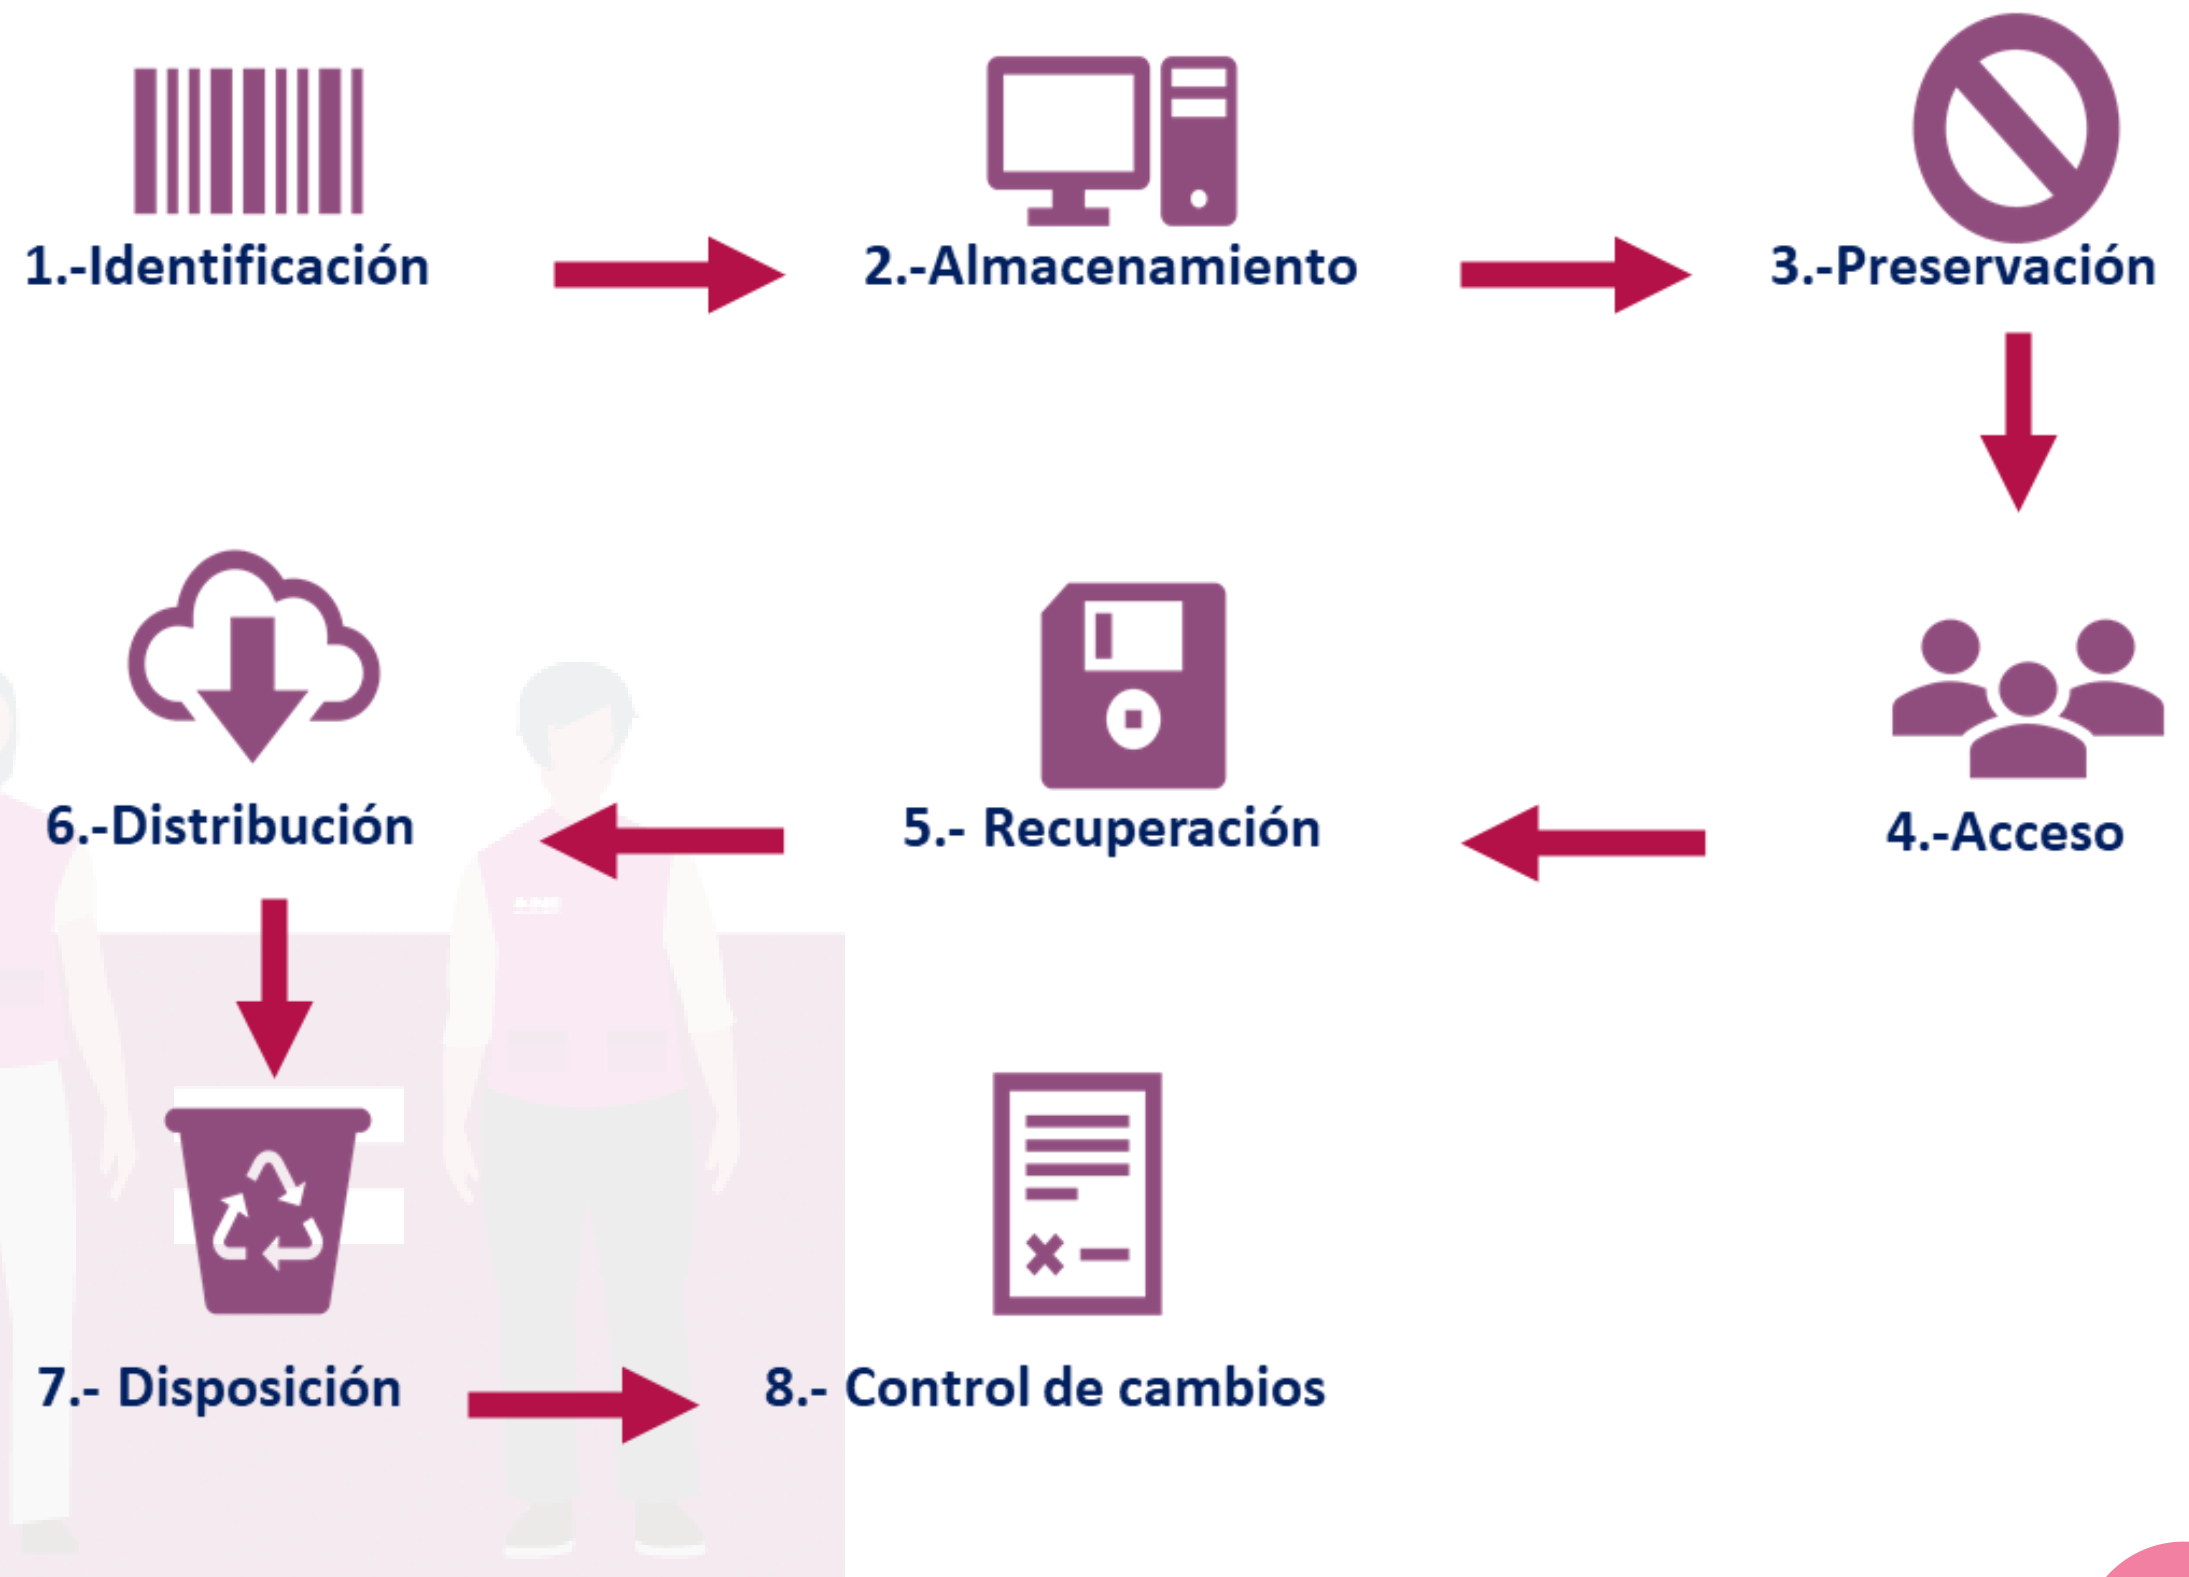 1.-Identificación
2.-Almacenamiento
3.-Preservación
6.-Distribución
5.- Recuperación
4.-Acceso
7.- Disposición
8.- Control de cambios